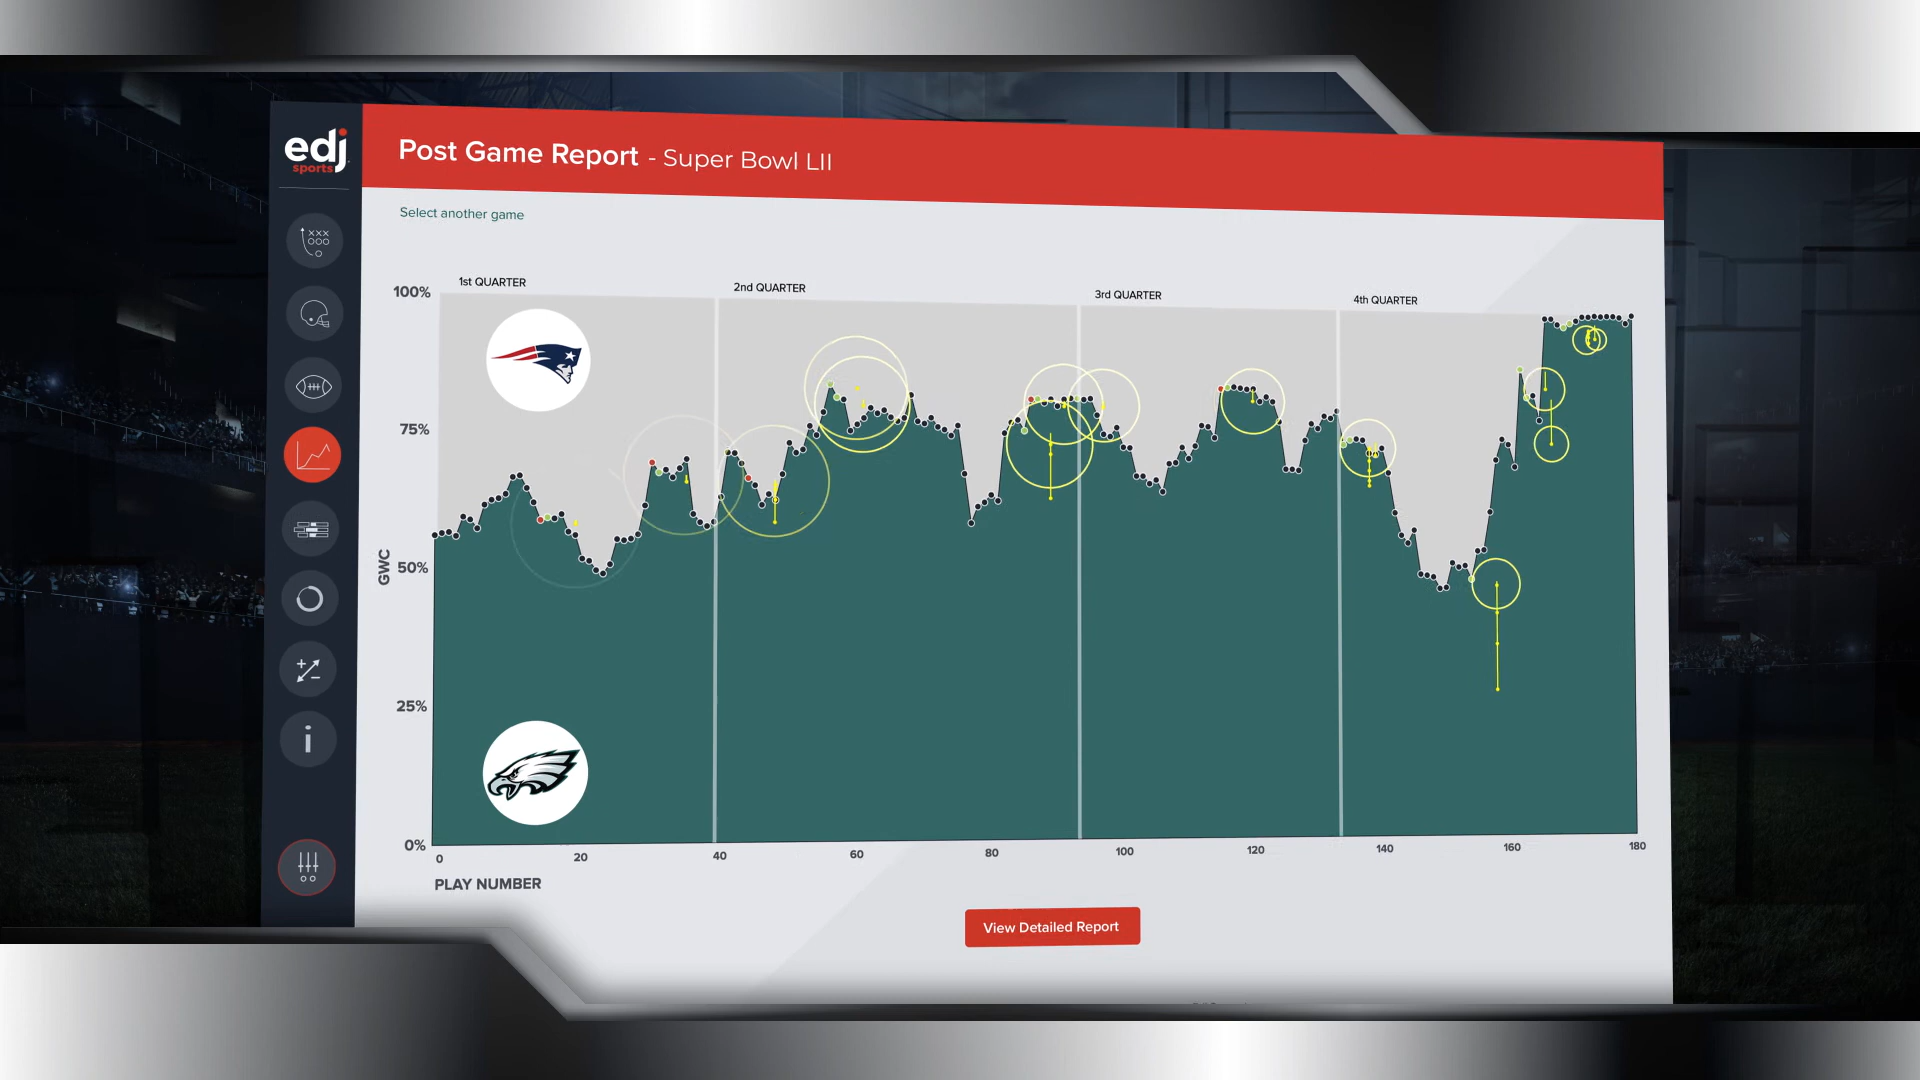 edj
sports
Post Game Report - Super Bowl LII
Select another game
1st QUARTER
2nd QUARTER
3rd QUARTER
4th QUARTER
100%
75%
50%
25%
0%
GWC
0
20
40
60
80
100
120
140
160
180
PLAY NUMBER
View Detailed Report